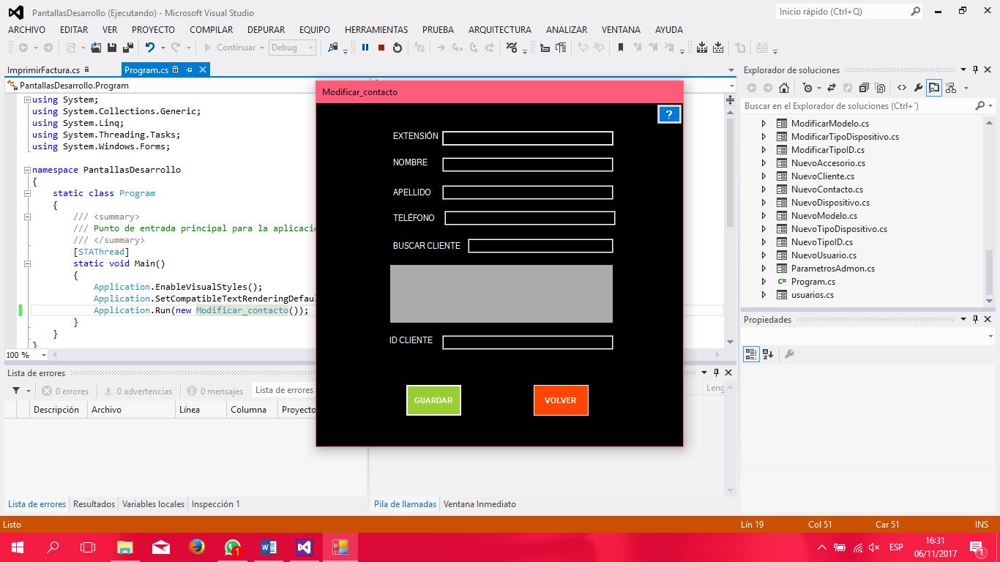 PantallasDesarrollo (Ejecutando) - Microsoft Visual Studio
Inicio rápido (Ctrl+Q)
ARCHIVO EDITAR VER PROYECTO COMPILAR DEPURAR EQUIPO HERRAMIENTAS PRUEBA ARQUITECTURA ANALIZAR VENTANA AYUDA
Continuar Debug
ImprimirFactura.cs Program.cs
PantallasDesarrollo.Program
using System;
using System.Collections.Generic;
using System.Linq;
using System.Threading.Tasks;
using System.Windows.Forms;
namespace PantallasDesarrollo
{
static class Program
{
/// <summary>
/// Punto de entrada principal para la aplicació
/// </summary>
[STAThread]
static void Main()
{
Application.EnableVisualStyles();
Application.SetCompatibleTextRenderingDefau
Application.Run(new Modificar_contacto());
}
}
}
100 %
Modificar_contacto
?
EXTENSIÓN
NOMBRE
APELLIDO
TELÉFONO
BUSCAR CLIENTE
ID CLIENTE
GUARDAR VOLVER
Explorador de soluciones
Buscar en el Explorador de soluciones (Ctrl+´)
ModificarModelo.cs
ModificarTipoDispositivo.cs
ModificarTipoID.cs
NuevoAccesorio.cs
NuevoCliente.cs
NuevoContacto.cs
NuevoDispositivo.cs
NuevoModelo.cs
NuevoTipoDispositivo.cs
NuevoTipoID.cs
NuevoUsuario.cs
ParametrosAdmon.cs
C# Program.cs
usuarios.cs
Propiedades
Lista de errores
0 errores 0 advertencias 0 mensajes Lista de errores
Descripción Archivo Línea Columna Proyecto
Leng
Lista de errores Resultados Variables locales Inspección 1
Pila de llamadas Ventana Inmediato
Listo Lín 19 Col 51 Car 51 INS
1
ESP
16:31
06/11/2017
1